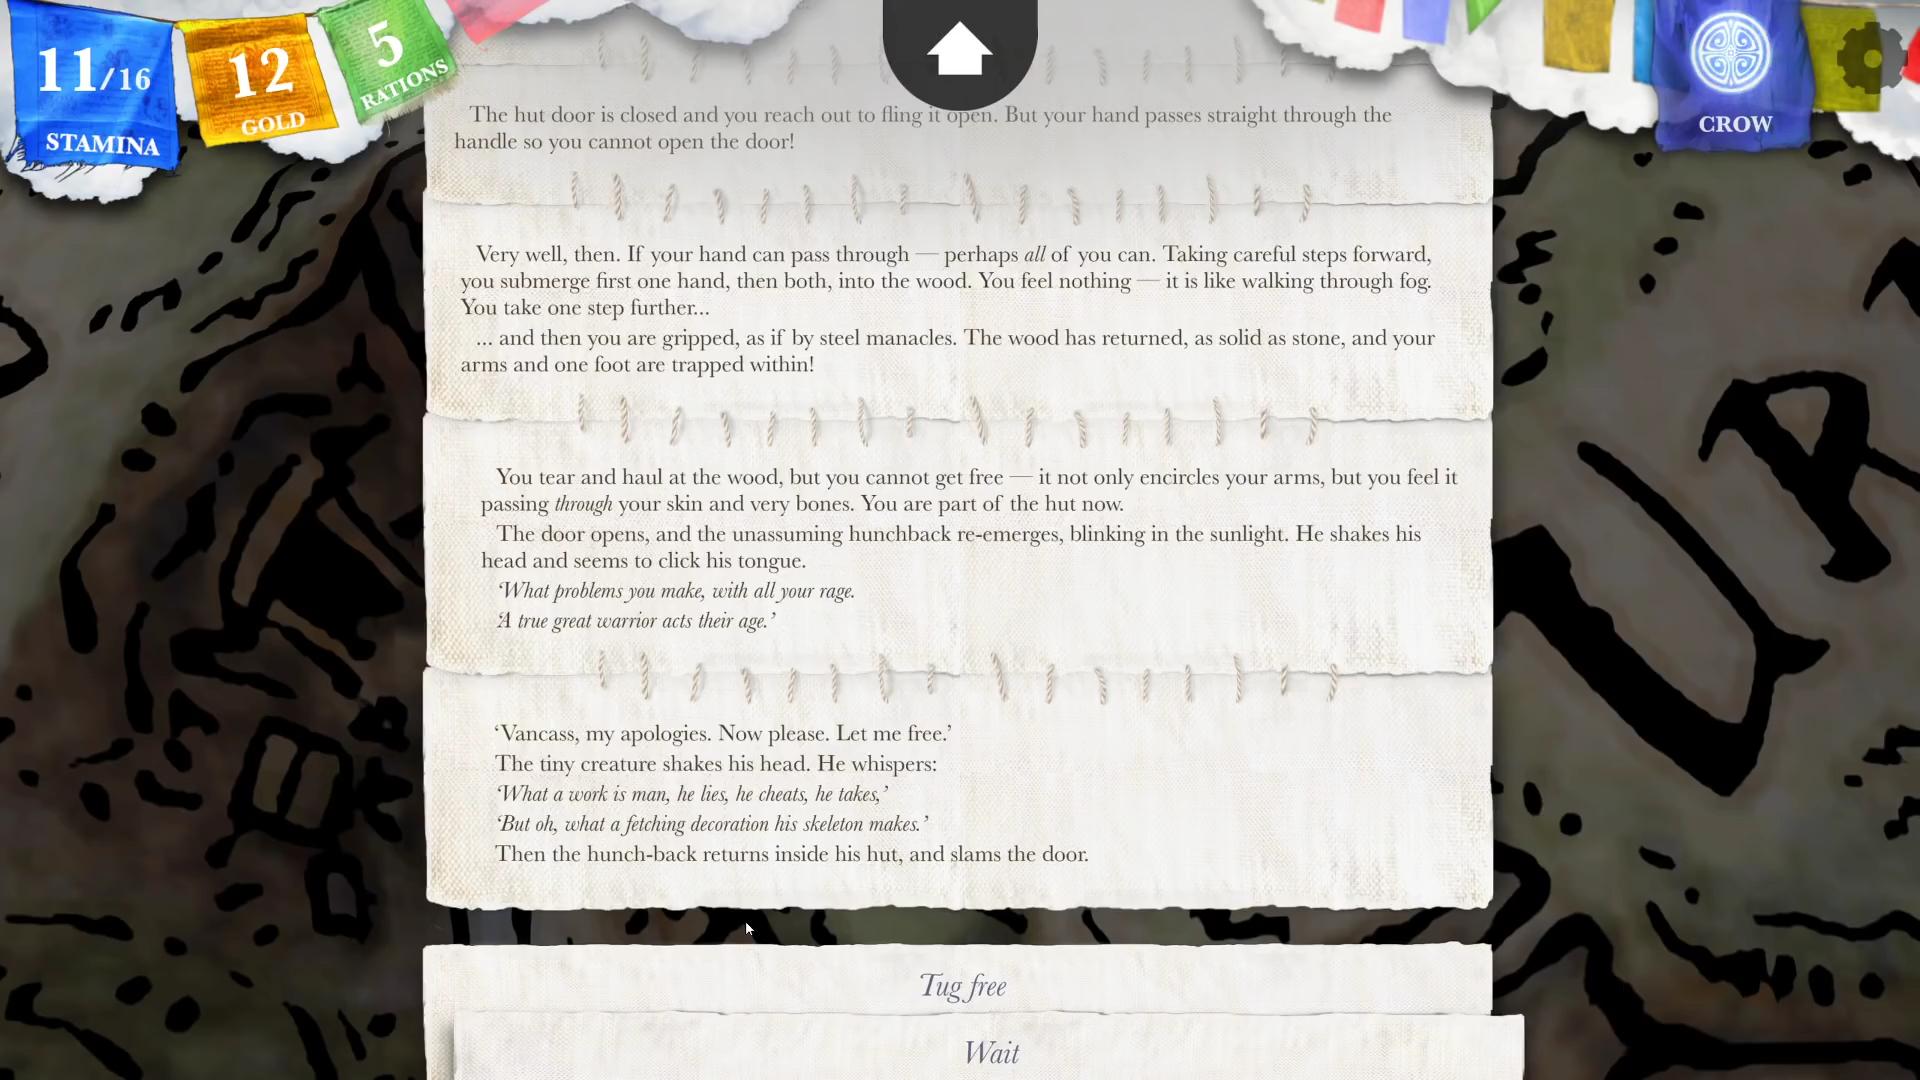 11/16
STAMINA
12
GOLD
5
RATIONS
CROW
The hut door is closed and you reach out to fling it open. But your hand passes straight through the
handle so you cannot open the door!
Very well, then. If your hand can pass through — perhaps all of you can. Taking careful steps forward,
you submerge first one hand, then both, into the wood. You feel nothing — it is like walking through fog.
You take one step further...
... and then you are gripped, as if by steel manacles. The wood has returned, as solid as stone, and your
arms and one foot are trapped within!
You tear and haul at the wood, but you cannot get free — it not only encircles your arms, but you feel it
passing through your skin and very bones. You are part of the hut now.
The door opens, and the unassuming hunchback re-emerges, blinking in the sunlight. He shakes his
head and seems to click his tongue.
‘What problems you make, with all your rage.
‘A true great warrior acts their age.’
‘Vancass, my apologies. Now please. Let me free.’
The tiny creature shakes his head. He whispers:
‘What a work is man, he lies, he cheats, he takes,’
‘But oh, what a fetching decoration his skeleton makes.’
Then the hunch-back returns inside his hut, and slams the door.
Tug free
Wait